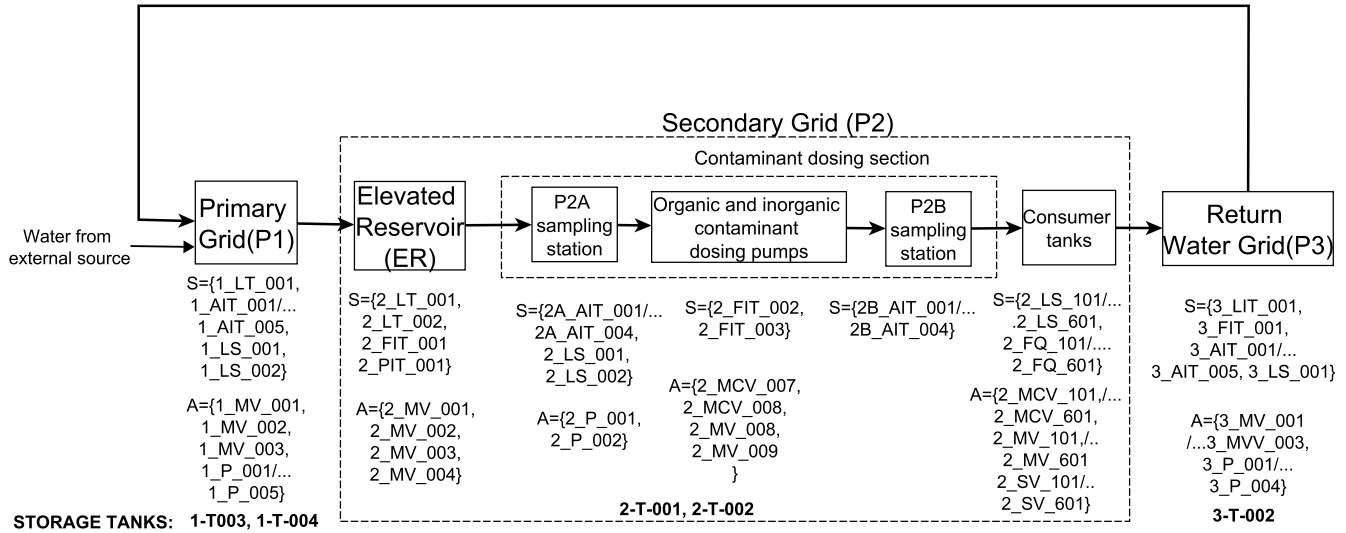 Secondary Grid (P2)
Contaminant dosing section
Water from
external source
Primary
Grid(P1)
Elevated
Reservoir
(ER)
P2A
sampling
station
Organic and inorganic
contaminant
dosing pumps
P2B
sampling
station
Consumer
tanks
Return
Water Grid(P3)
S={1_LT_001,
1_AIT_001/...
1_AIT_005,
1_LS_001,
1_LS_002}
A={1_MV_001,
1_MV_002,
1_MV_003,
1_P_001/...
1_P_005}
S={2_LT_001,
2_LT_002,
2_FIT_001
2_PIT_001}
A={2_MV_001,
2_MV_002,
2_MV_003,
2_MV_004}
S={2A_AIT_001/...
2A_AIT_004,
2_LS_001,
2_LS_002}
A={2_P_001,
2_P_002}
S={2_FIT_002,
2_FIT_003}
A={2_MCV_007,
2_MCV_008,
2_MV_008,
2_MV_009
}
S={2B_AIT_001/...
2B_AIT_004}
S={2_LS_101/...
.2_LS_601,
2_FQ_101/....
2_FQ_601}
A={2_MCV_101,/...
2_MCV_601,
2_MV_101,/..
2_MV_601
2_SV_101/..
2_SV_601}
S={3_LIT_001,
3_FIT_001,
3_AIT_001/...
3_AIT_005, 3_LS_001}
A={3_MV_001
/...3_MVV_003,
3_P_001/...
3_P_004}
STORAGE TANKS: 1-T003, 1-T-004
2-T-001, 2-T-002
3-T-002